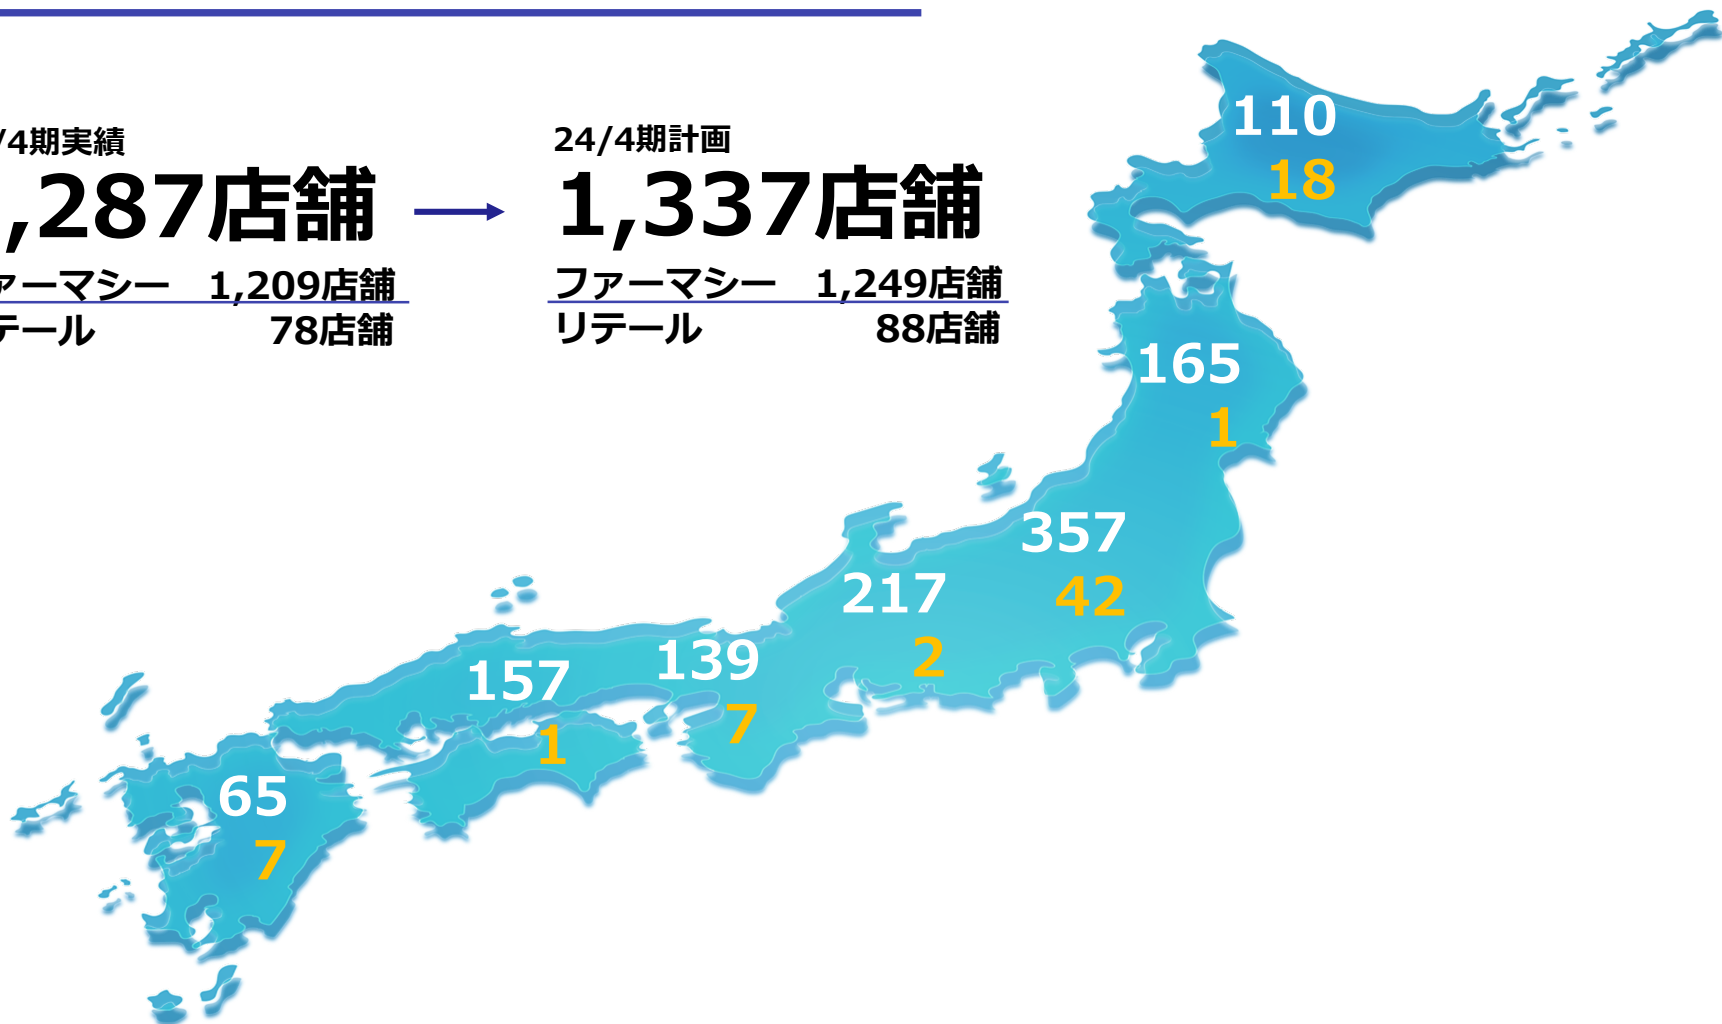 /4期実績
,287店舗
ァーマシー 1,209店舗
テール 78店舗
24/4期計画
1,337店舗
ファーマシー 1,249店舗
リテール 88店舗
110
18
165
1
357
42
217
2
139
7
157
1
65
7